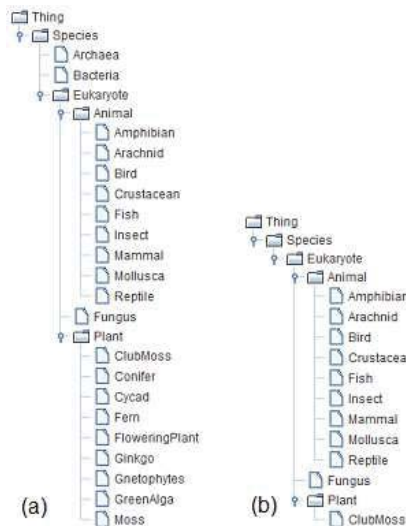 Thing
Species
Archaea
Bacteria
Eukaryote
Animal
Amphibian
Arachnid
Bird
Crustacean
Fish
Insect
Mammal
Mollusca
Reptile
Fungus
Plant
ClubMoss
Conifer
Cycad
Fern
FloweringPlant
Ginkgo
Gnetophytes
GreenAlga
Moss
(a)
Thing
Species
Eukaryote
Animal
Amphibian
Arachnid
Bird
Crustacea
Fish
Insect
Mammal
Mollusca
Reptile
Fungus
Plant
ClubMoss
(b)